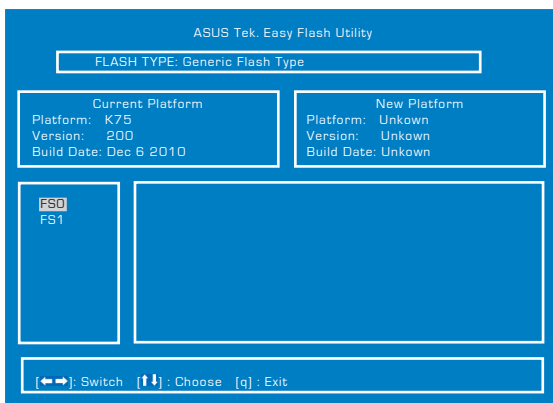 ASUS Tek. Easy Flash Utility
FLASH TYPE: Generic Flash Type
Current Platform
Platform: K75
Version: 200
Build Date: Dec 6 2010
New Platform
Platform: Unkown
Version: Unkown
Build Date: Unkown
FS0
FS1
[←→]: Switch [↑↓] : Choose [q] : Exit